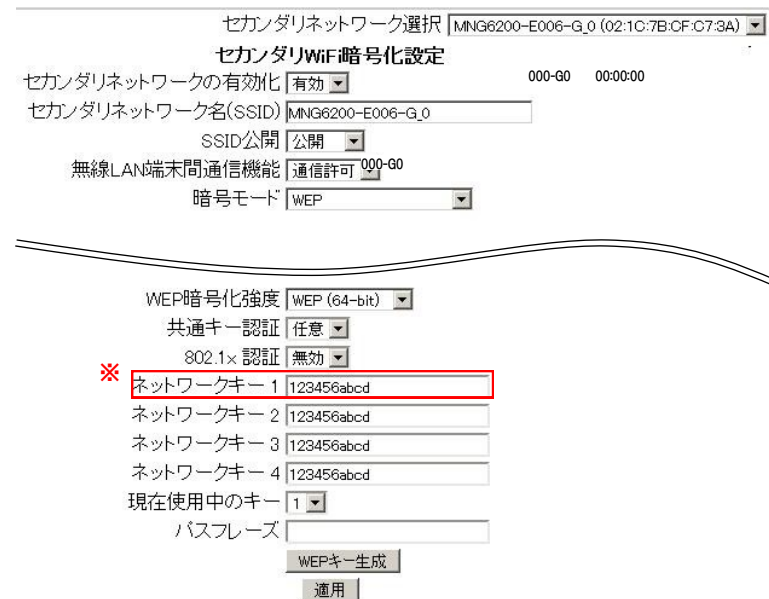 セカンダリネットワーク選択 MNG6200-E006-G_0 (02:1C:7B:CF:C7:3A)
セカンダリWiFi暗号化設定
セカンダリネットワークの有効化 有効 000-G0 00:00:00
セカンダリネットワーク名(SSID) MNG6200-E006-G_0
SSID公開 公開
無線LAN端末間通信機能 通信許可 000-G0
暗号モード WEP
WEP暗号化強度 WEP (64-bit)
共通キー認証 任意
802.1x 認証 無効
※ ネットワークキー 1 123456abcd
ネットワークキー 2 123456abcd
ネットワークキー 3 123456abcd
ネットワークキー 4 123456abcd
現在使用中のキー 1
パスフレーズ
WEPキー生成
適用